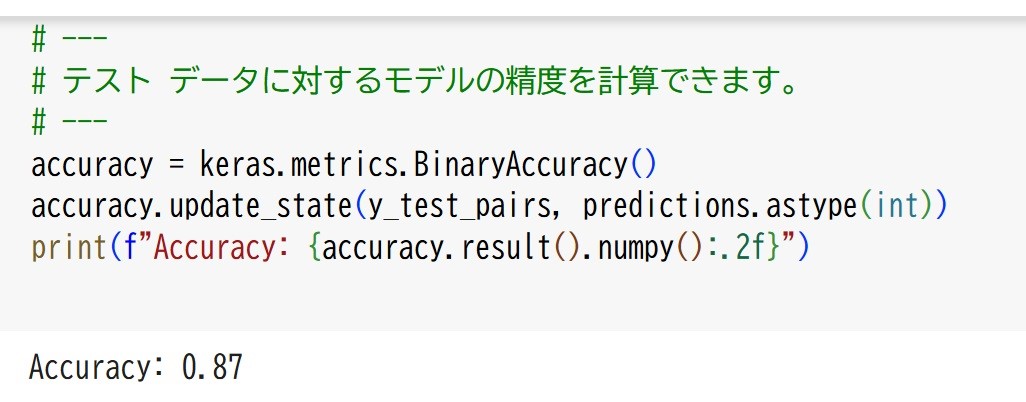 # ---
# テスト データに対するモデルの精度を計算できます。
# ---
accuracy = keras.metrics.BinaryAccuracy()
accuracy.update_state(y_test_pairs, predictions.astype(int))
print(f"Accuracy: {accuracy.result().numpy():.2f}")
Accuracy: 0.87